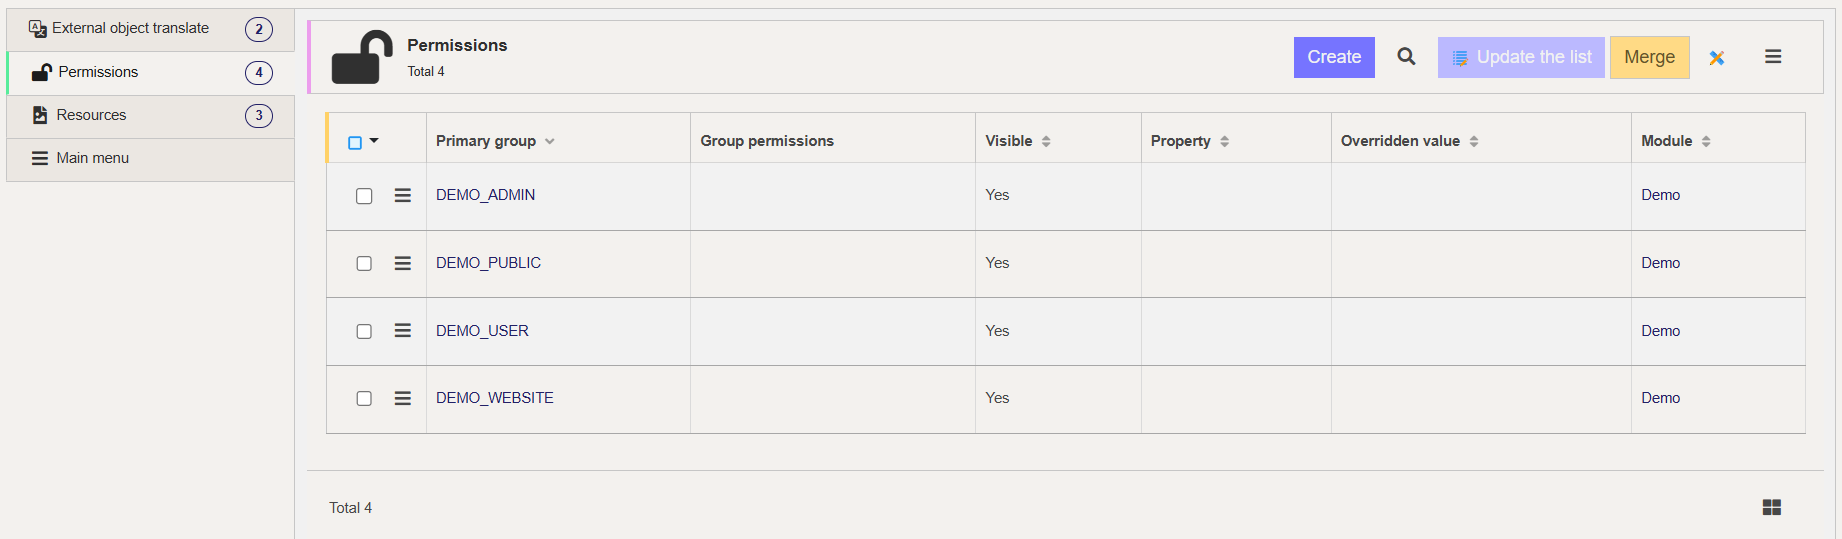 External object translate 2
Permissions 4
Resources 3
Main menu
Permissions
Total 4
Create Update the list Merge
Primary group Group permissions Visible Property Overridden value Module
DEMO_ADMIN Yes Demo
DEMO_PUBLIC Yes Demo
DEMO_USER Yes Demo
DEMO_WEBSITE Yes Demo
Total 4